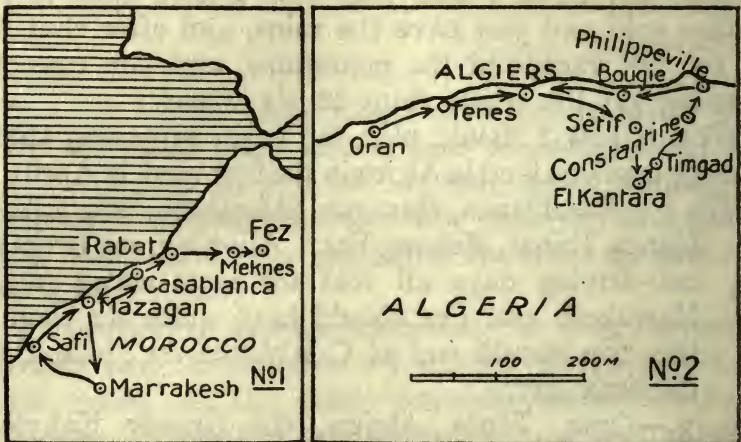 Rabat
Fez
Meknes
Casablanca
Mazagan
Safi
MOROCCO
Marrakesh
Nº1
Philippeville
ALGIERS
Bougie
Tenes
Oran
Sêtif
Constantine
Timgad
El.Kantara
ALGERIA
100 200M
Nº2